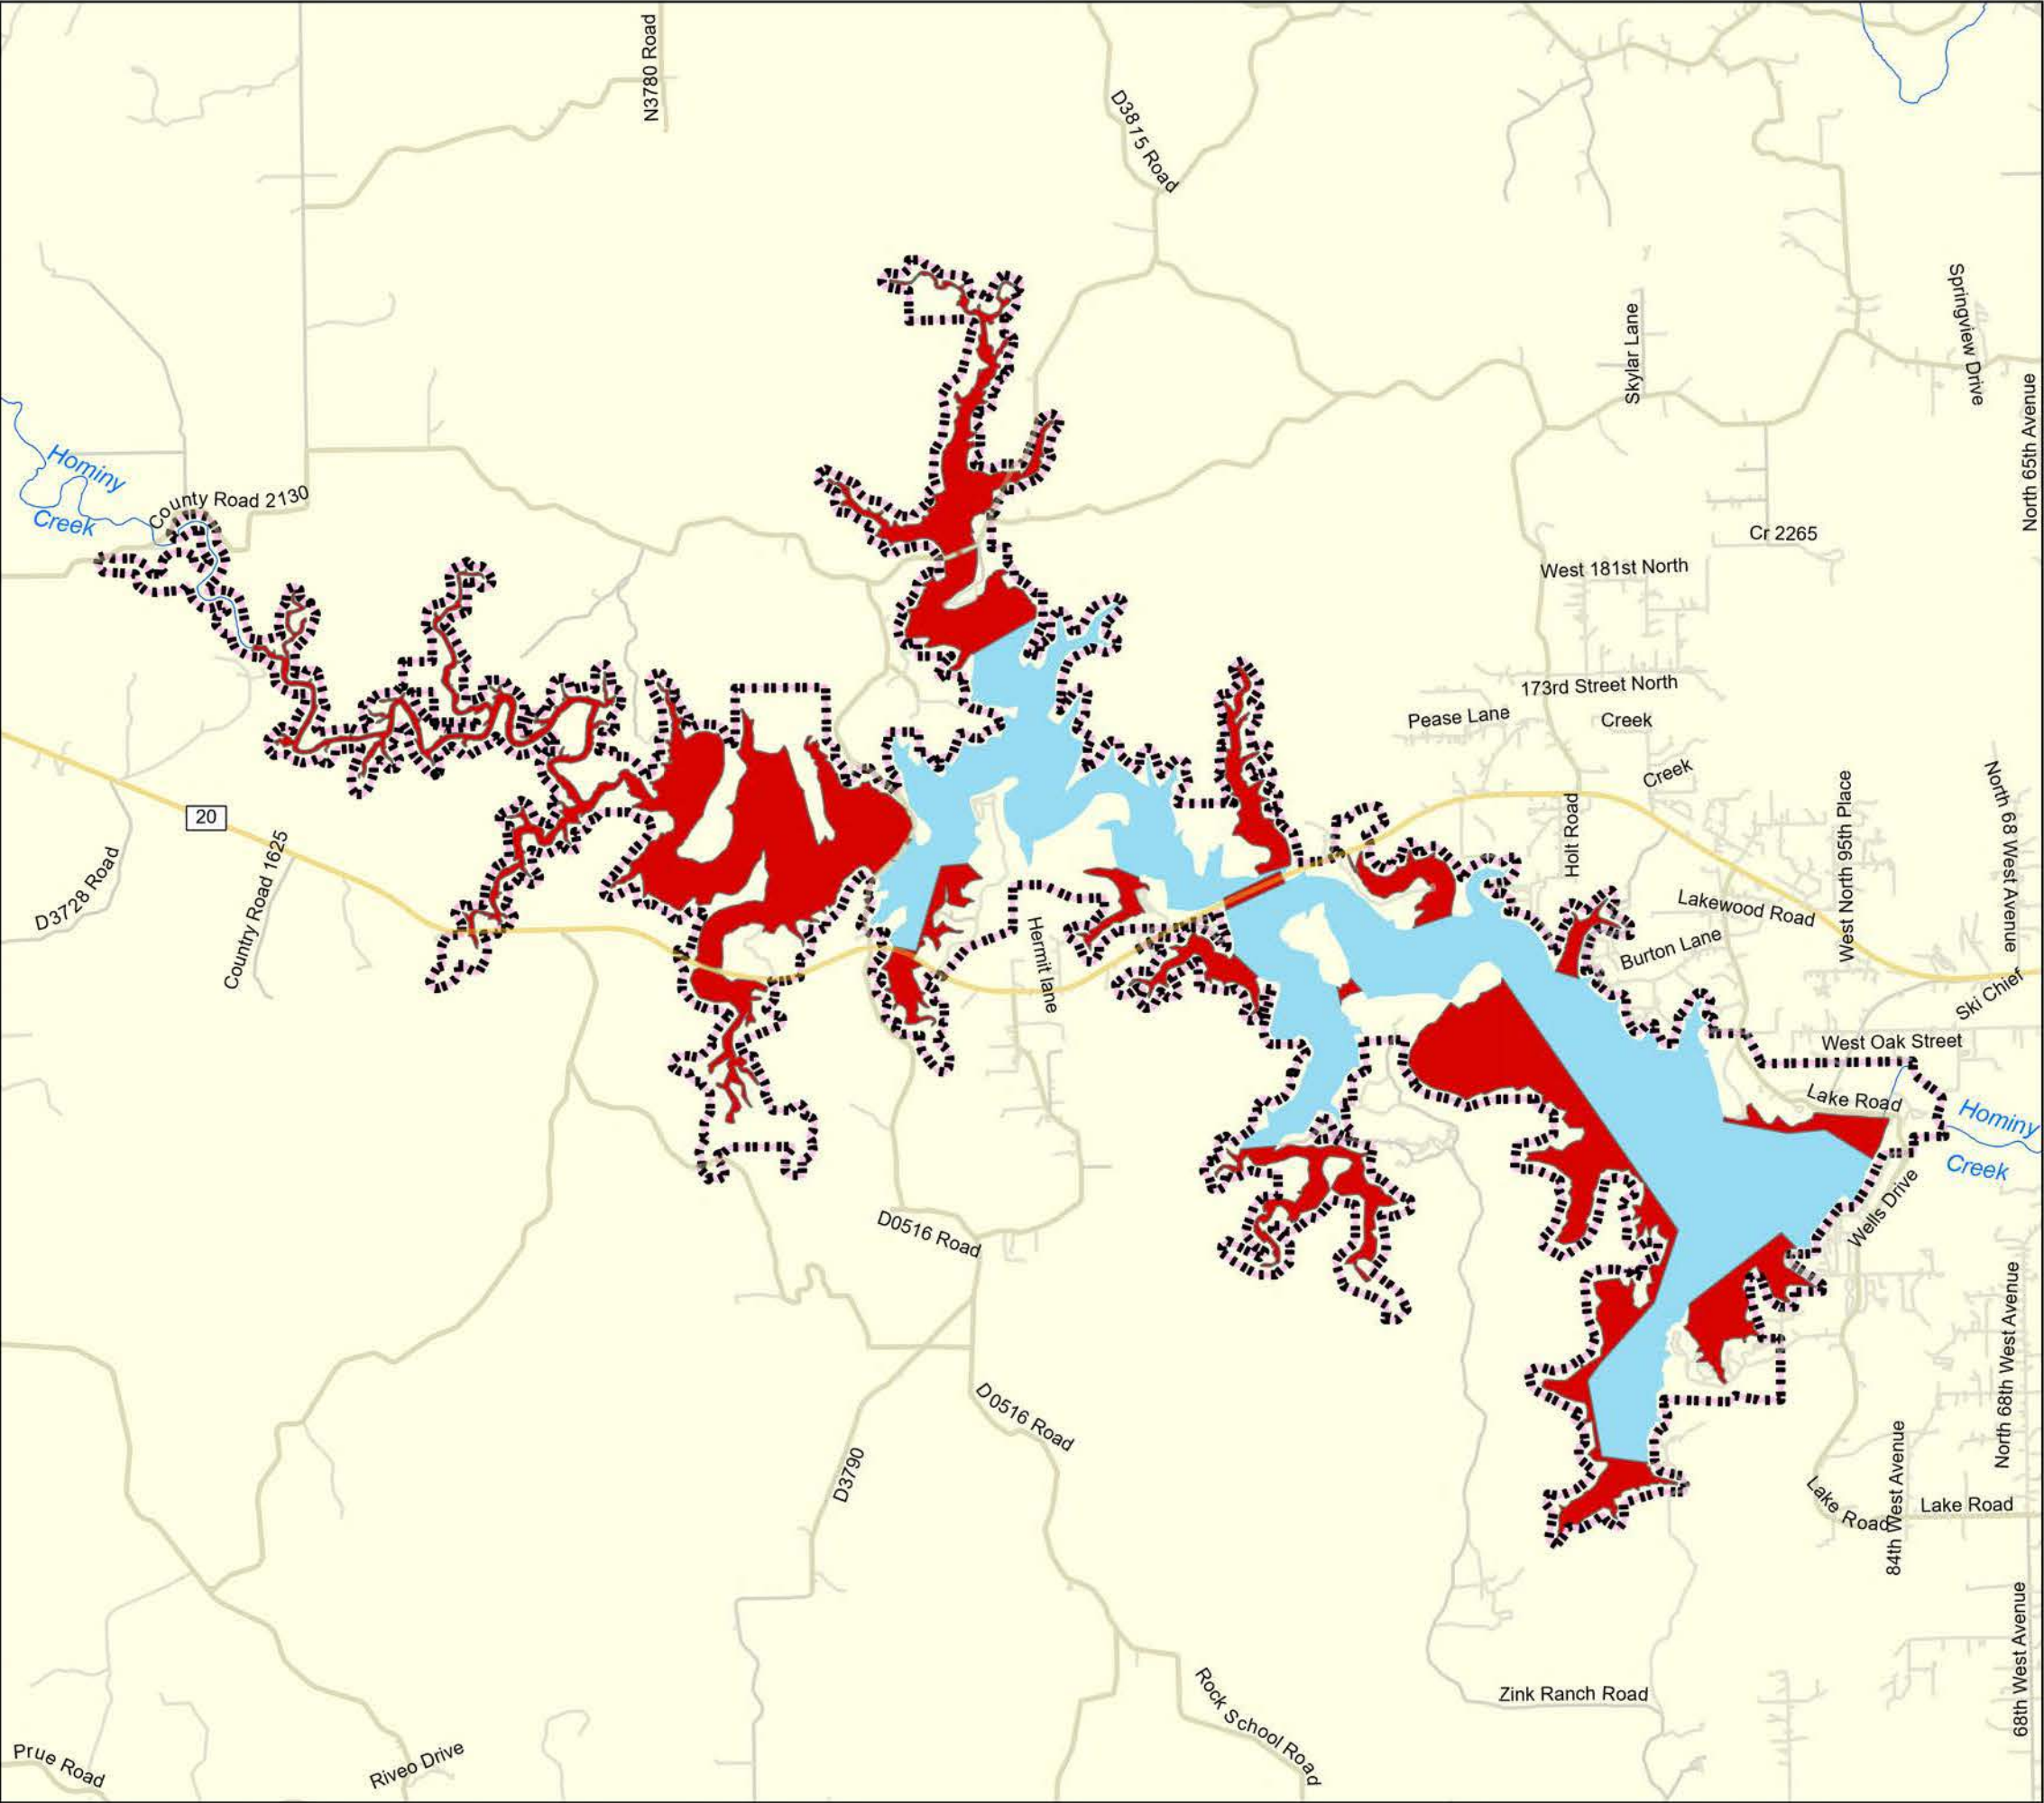 N3780 Road
D3815 Road
Springview Drive
Skylar Lane
North 65th Avenue
Hominy
Creek
County Road 2130
Cr 2265
West 181st North
173rd Street North
Pease Lane
Creek
Creek
20
D3728 Road
Country Road 1625
Holt Road
West North 95th Place
North 68 West Avenue
Lakewood Road
Burton Lane
Hermit lane
Ski Chief
West Oak Street
Lake Road
Hominy
Creek
Wells Drive
D0516 Road
North 68th West Avenue
D0516 Road
D3790
84th West Avenue
Lake Road
Lake Road
68th West Avenue
Zink Ranch Road
Rock School Road
Prue Road
Riveo Drive